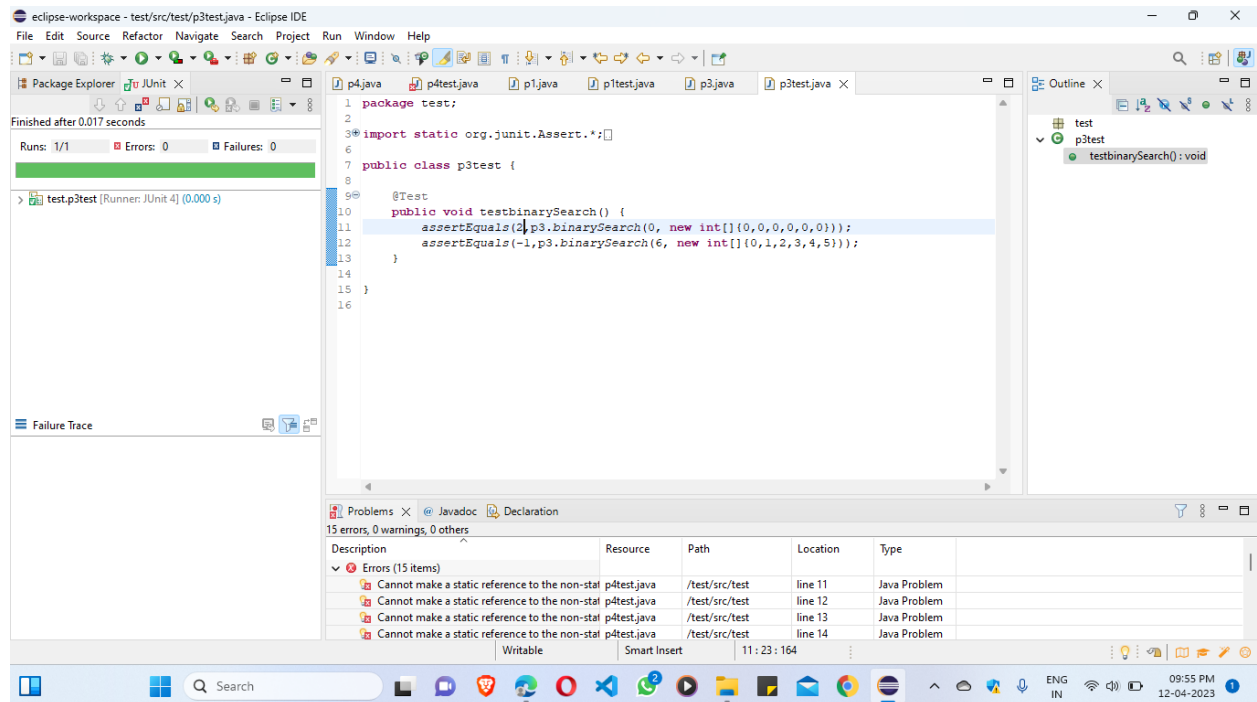 eclipse-workspace - test/src/test/p3test.java - Eclipse IDE
File Edit Source Refactor Navigate Search Project Run Window Help
Package Explorer JUnit
Finished after 0.017 seconds
Runs: 1/1 Errors: 0 Failures: 0
test.p3test [Runner: JUnit 4] (0.000 s)
Failure Trace
p4.java p4test.java p1.java p1test.java p3.java p3test.java
1 package test;
2
3 import static org.junit.Assert.*;
6
7 public class p3test {
8
9 @Test
10 public void testbinarySearch() {
11 assertEquals(2,p3.binarySearch(0, new int[]{0,0,0,0,0,0}));
12 assertEquals(-1,p3.binarySearch(6, new int[]{0,1,2,3,4,5}));
13 }
14
15 }
16
Outline
test
p3test
testbinarySearch() : void
Problems @ Javadoc Declaration
15 errors, 0 warnings, 0 others
Description Resource Path Location Type
Errors (15 items)
Cannot make a static reference to the non-stat p4test.java /test/src/test line 11 Java Problem
Cannot make a static reference to the non-stat p4test.java /test/src/test line 12 Java Problem
Cannot make a static reference to the non-stat p4test.java /test/src/test line 13 Java Problem
Cannot make a static reference to the non-stat p4test.java /test/src/test line 14 Java Problem
Writable Smart Insert 11 : 23 : 164
Search
2
ENG
IN
09:55 PM
12-04-2023
1